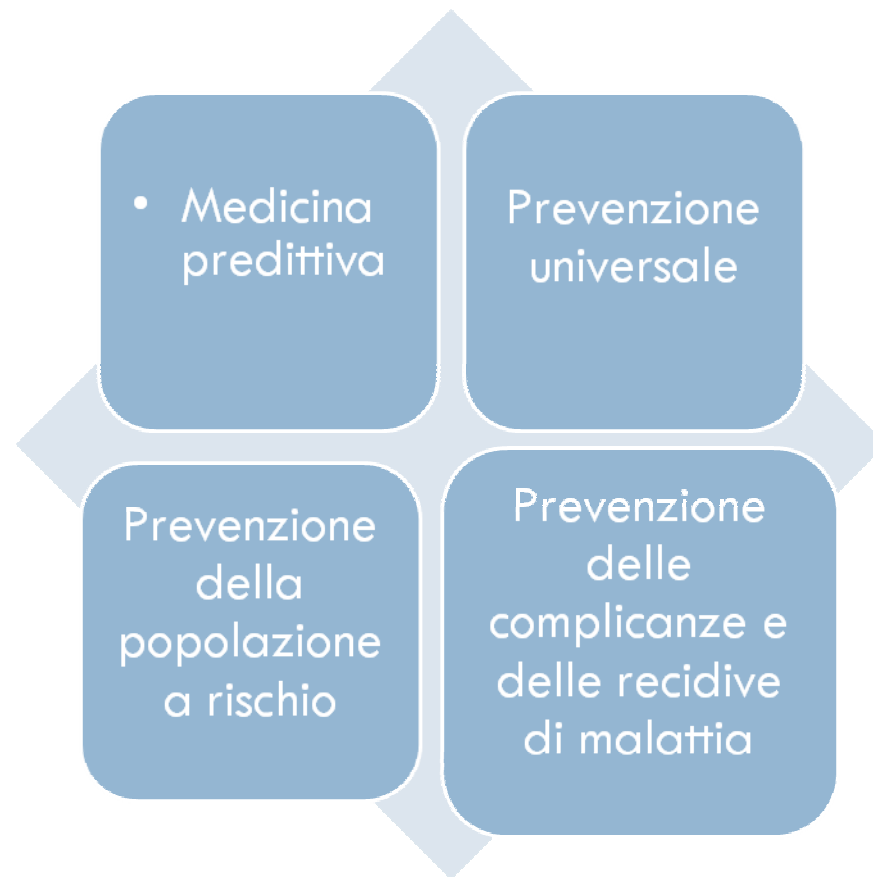 • Medicina
predittiva
Prevenzione
universale
Prevenzione
della
popolazione
a rischio
Prevenzione
delle
complicanze e
delle recidive
di malattia